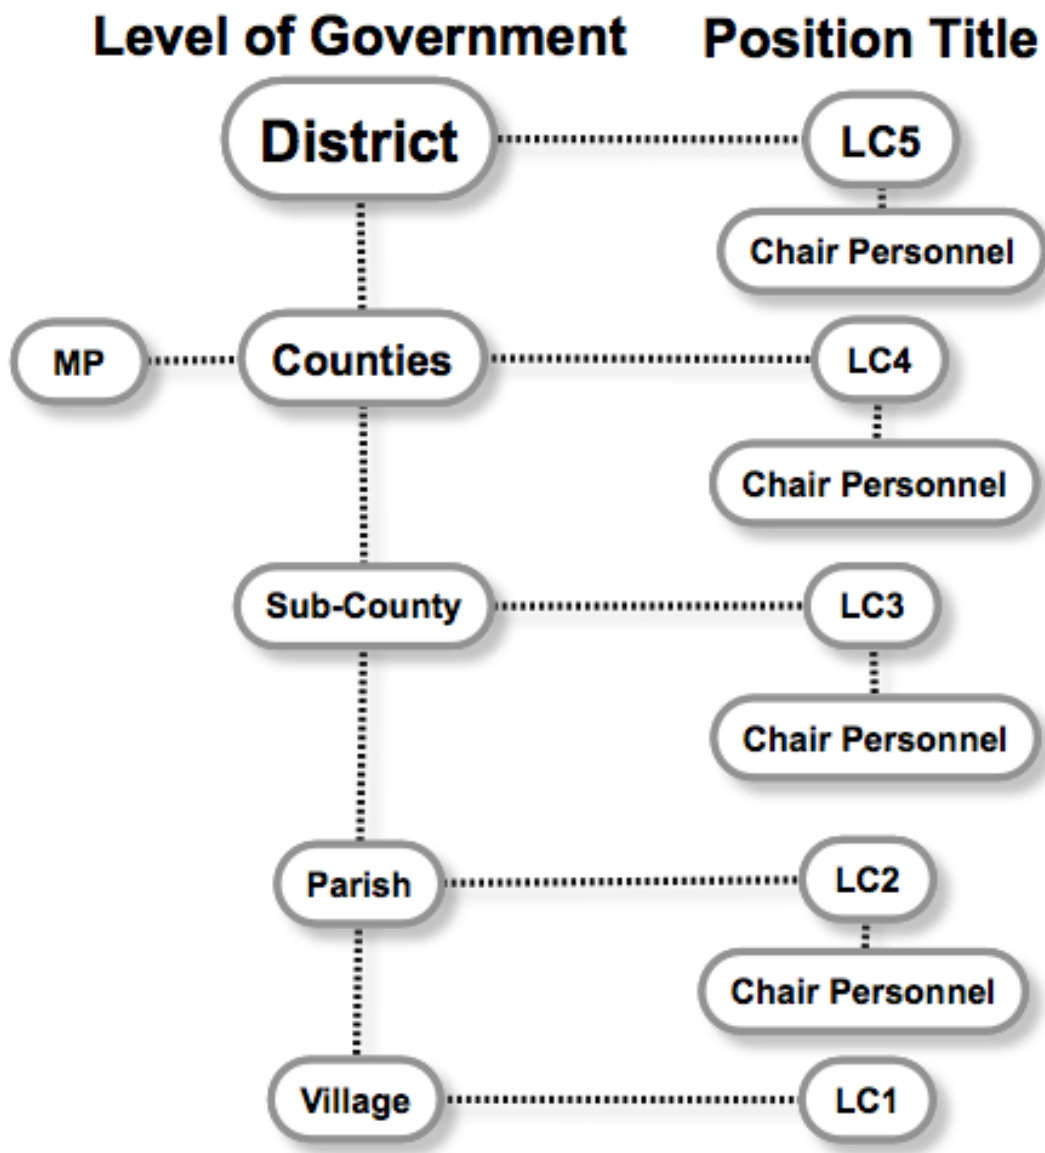 Level of Government
Position Title
District
LC5
Chair Personnel
MP
Counties
LC4
Chair Personnel
Sub-County
LC3
Chair Personnel
Parish
LC2
Chair Personnel
Village
LC1